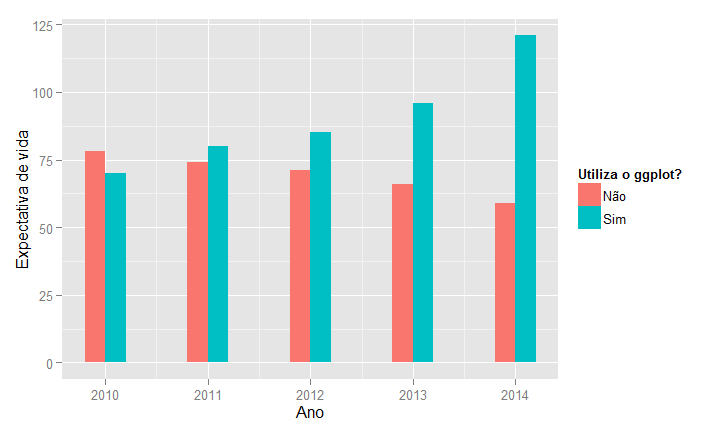 125
100
75
50
25
0
Expectativa de vida
2010 2011 2012 2013 2014
Ano
Utiliza o ggplot?
Não
Sim